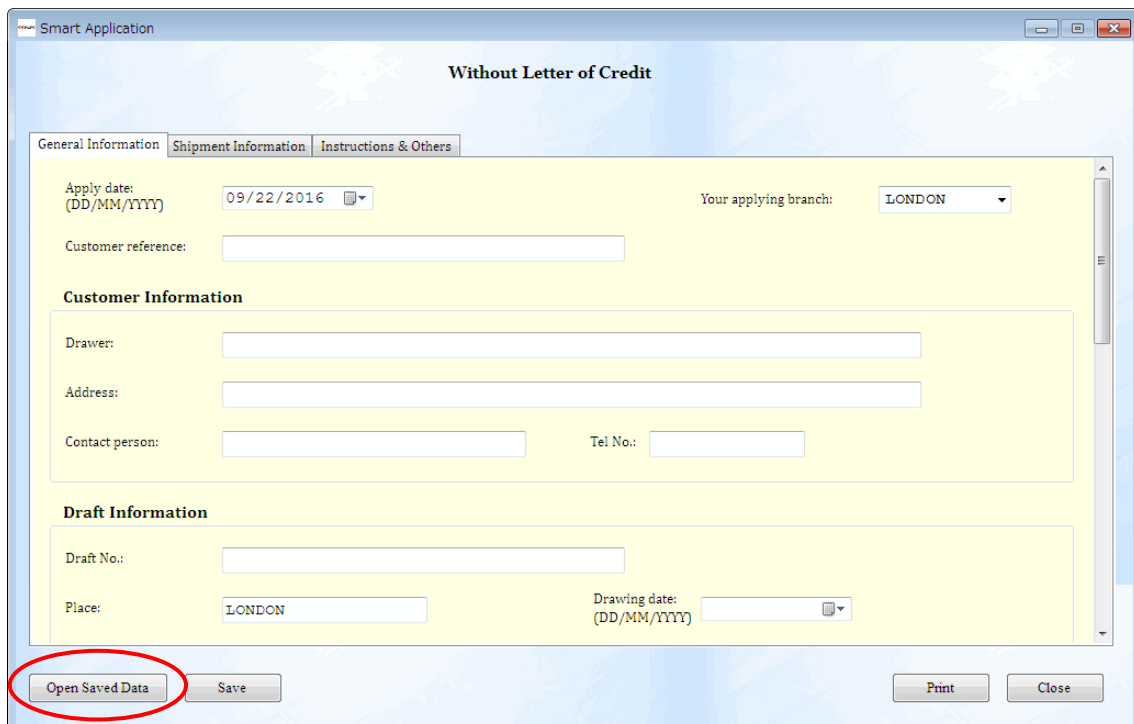 Smart Application
Without Letter of Credit
General Information Shipment Information Instructions & Others
Apply date:
(DD/MM/YYYY)
09/22/2016
Your applying branch:
LONDON
Customer reference:
Customer Information
Drawer:
Address:
Contact person:
Tel No.:
Draft Information
Draft No.:
Place:
LONDON
Drawing date:
(DD/MM/YYYY)
Open Saved Data Save Print Close